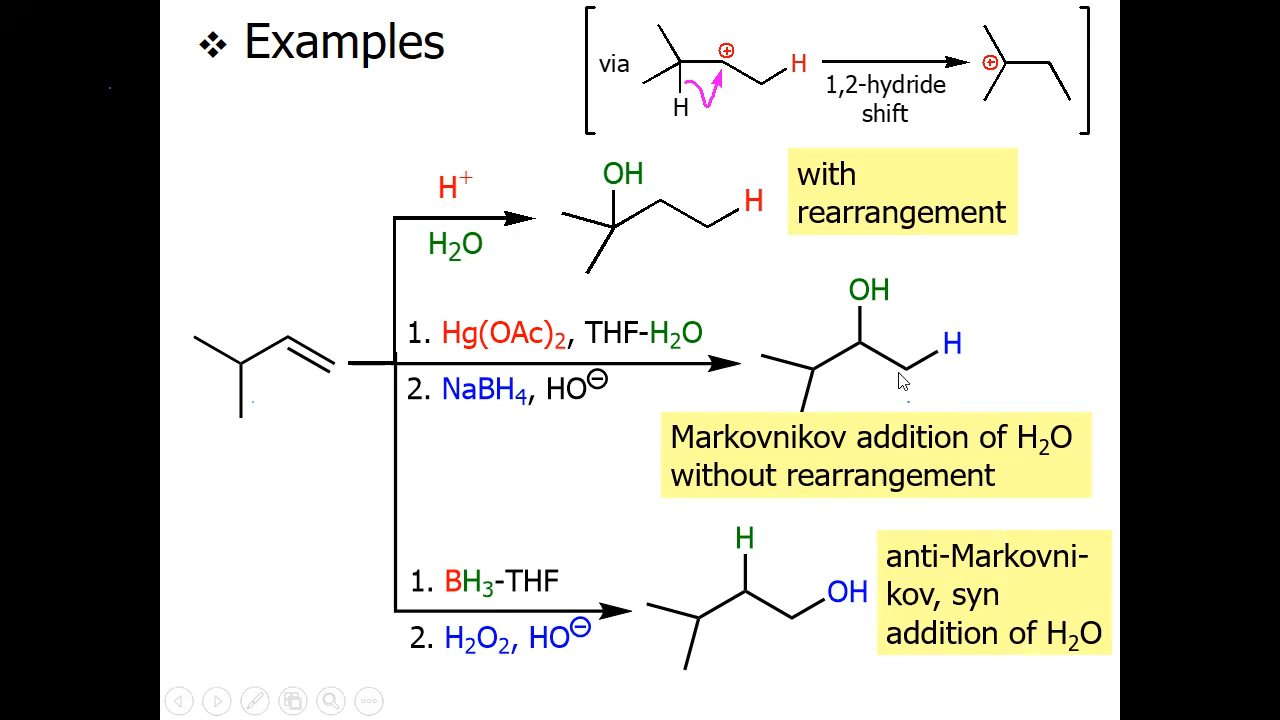 ❖ Examples
via
⊕
H
H
1,2-hydride
shift
⊕
H⁺
H₂O
OH
H
with
rearrangement
1. Hg(OAc)₂, THF-H₂O
2. NaBH₄, HO⊖
OH
H
Markovnikov addition of H₂O
without rearrangement
1. BH₃-THF
2. H₂O₂, HO⊖
H
OH
anti-Markovni-
kov, syn
addition of H₂O